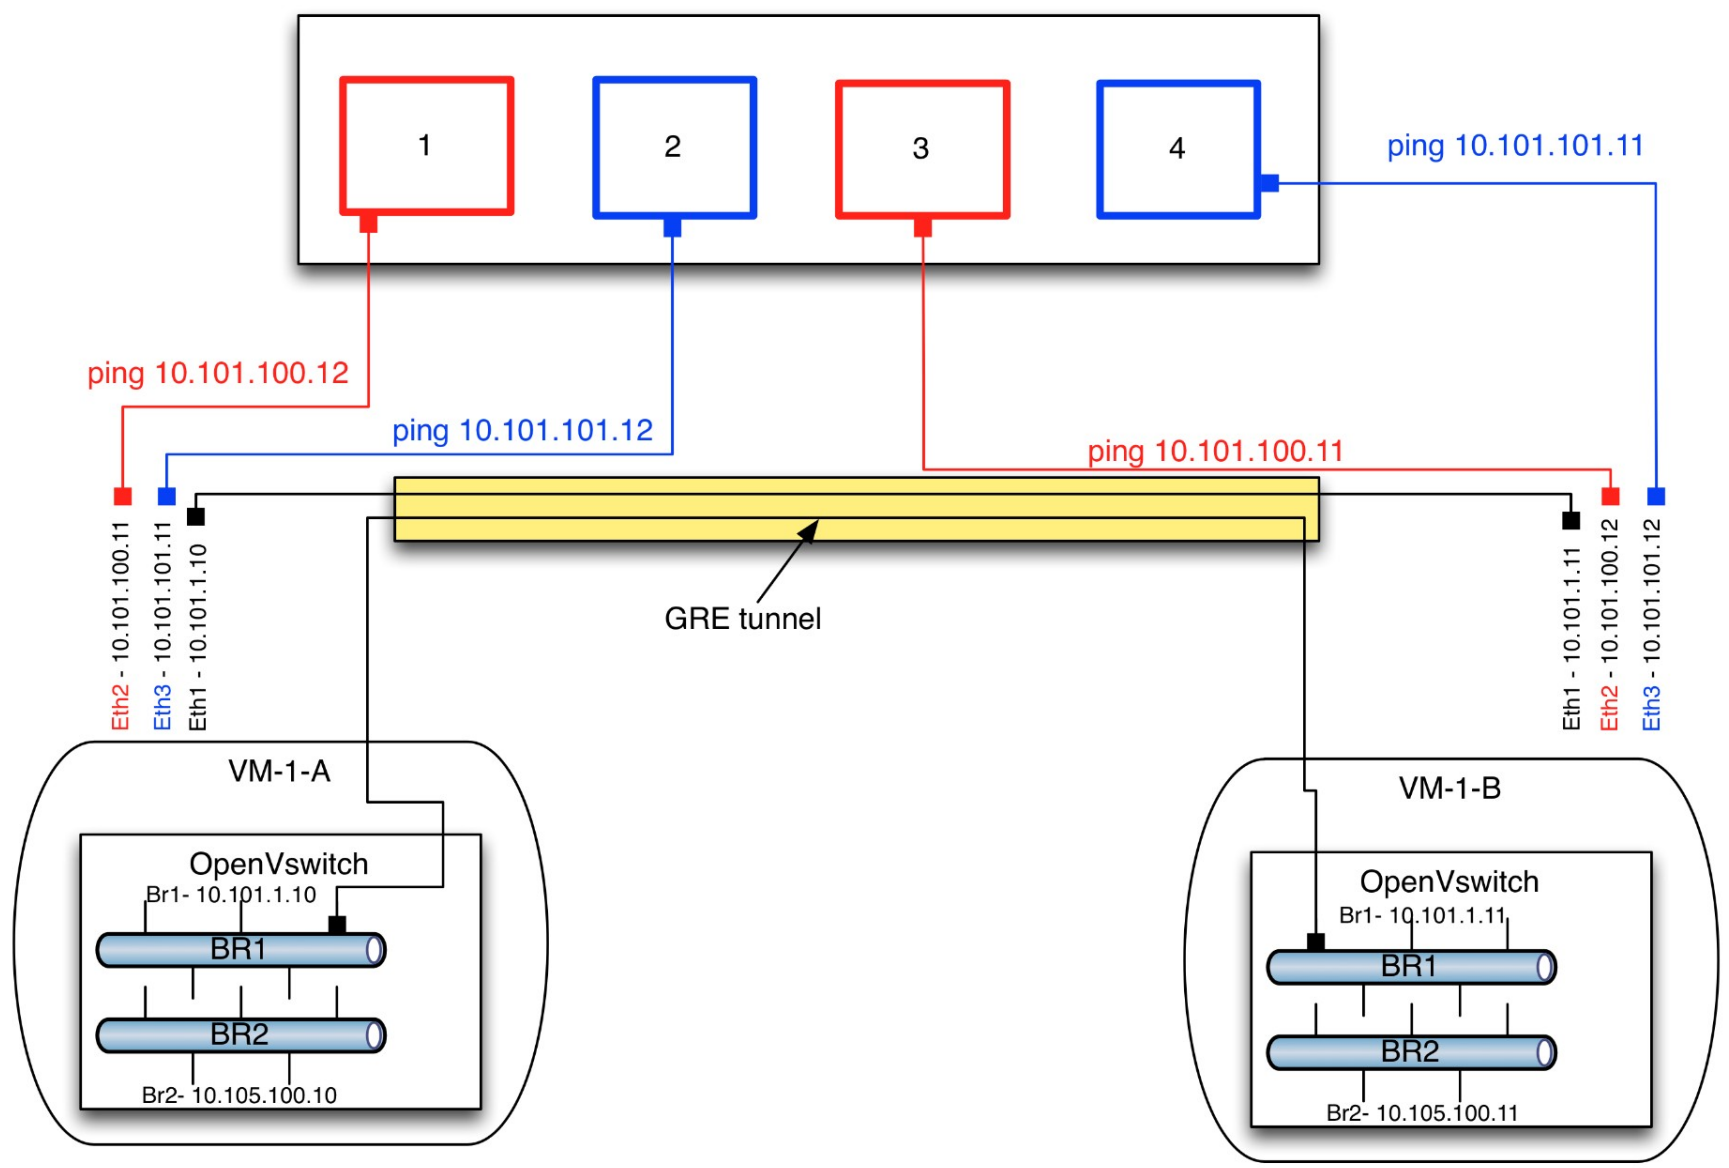 1
2
3
4
ping 10.101.101.11
ping 10.101.100.12
ping 10.101.101.12
ping 10.101.100.11
GRE tunnel
Eth2 - 10.101.100.11
Eth3 - 10.101.101.11
Eth1 - 10.101.1.10
Eth1 - 10.101.1.11
Eth2 - 10.101.100.12
Eth3 - 10.101.101.12
VM-1-A
OpenVswitch
Br1- 10.101.1.10
BR1
BR2
Br2- 10.105.100.10
VM-1-B
OpenVswitch
Br1- 10.101.1.11
BR1
BR2
Br2- 10.105.100.11